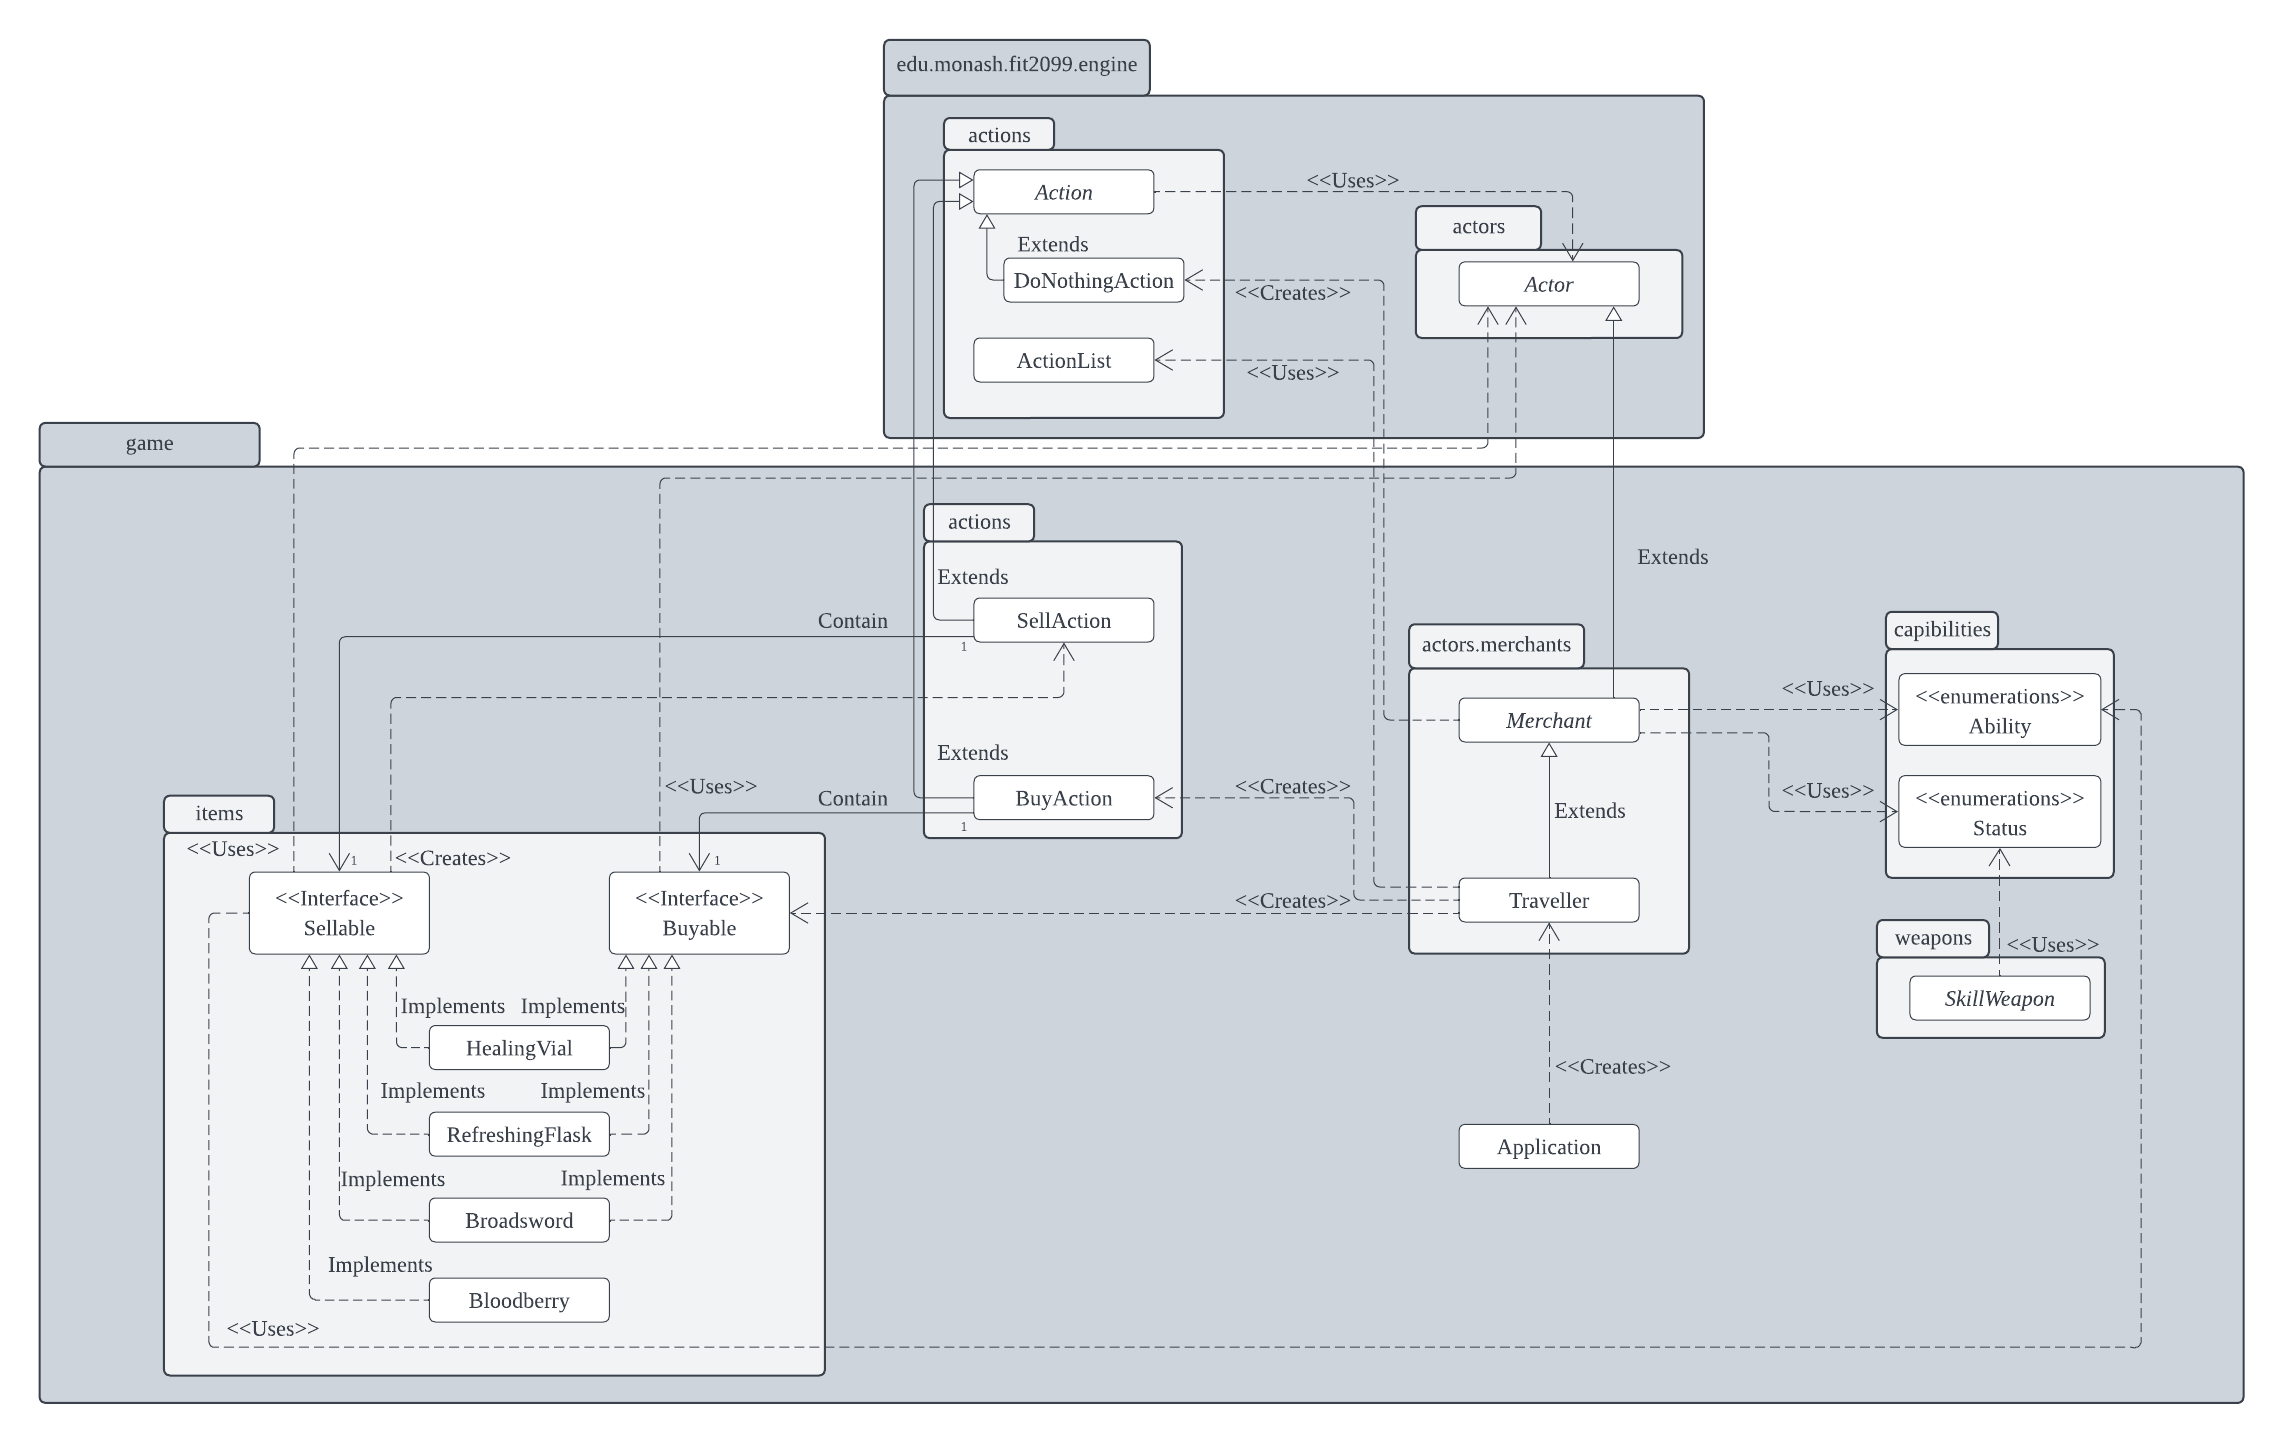 edu.monash.fit2099.engine
actions
Action
<<Uses>>
actors
Extends
DoNothingAction
<<Creates>>
Actor
ActionList
<<Uses>>
game
actions
Extends
SellAction
Contain
1
Extends
Extends
BuyAction
Contain
1
<<Uses>>
<<Creates>>
actors.merchants
Merchant
Extends
Traveller
<<Creates>>
<<Creates>>
Application
capibilities
<<Uses>>
<<enumerations>>
Ability
<<Uses>>
<<enumerations>>
Status
weapons
<<Uses>>
SkillWeapon
items
<<Uses>>
1
<<Creates>>
1
<<Interface>>
Sellable
<<Interface>>
Buyable
Implements
Implements
HealingVial
Implements
Implements
RefreshingFlask
Implements
Implements
Broadsword
Implements
Bloodberry
<<Uses>>